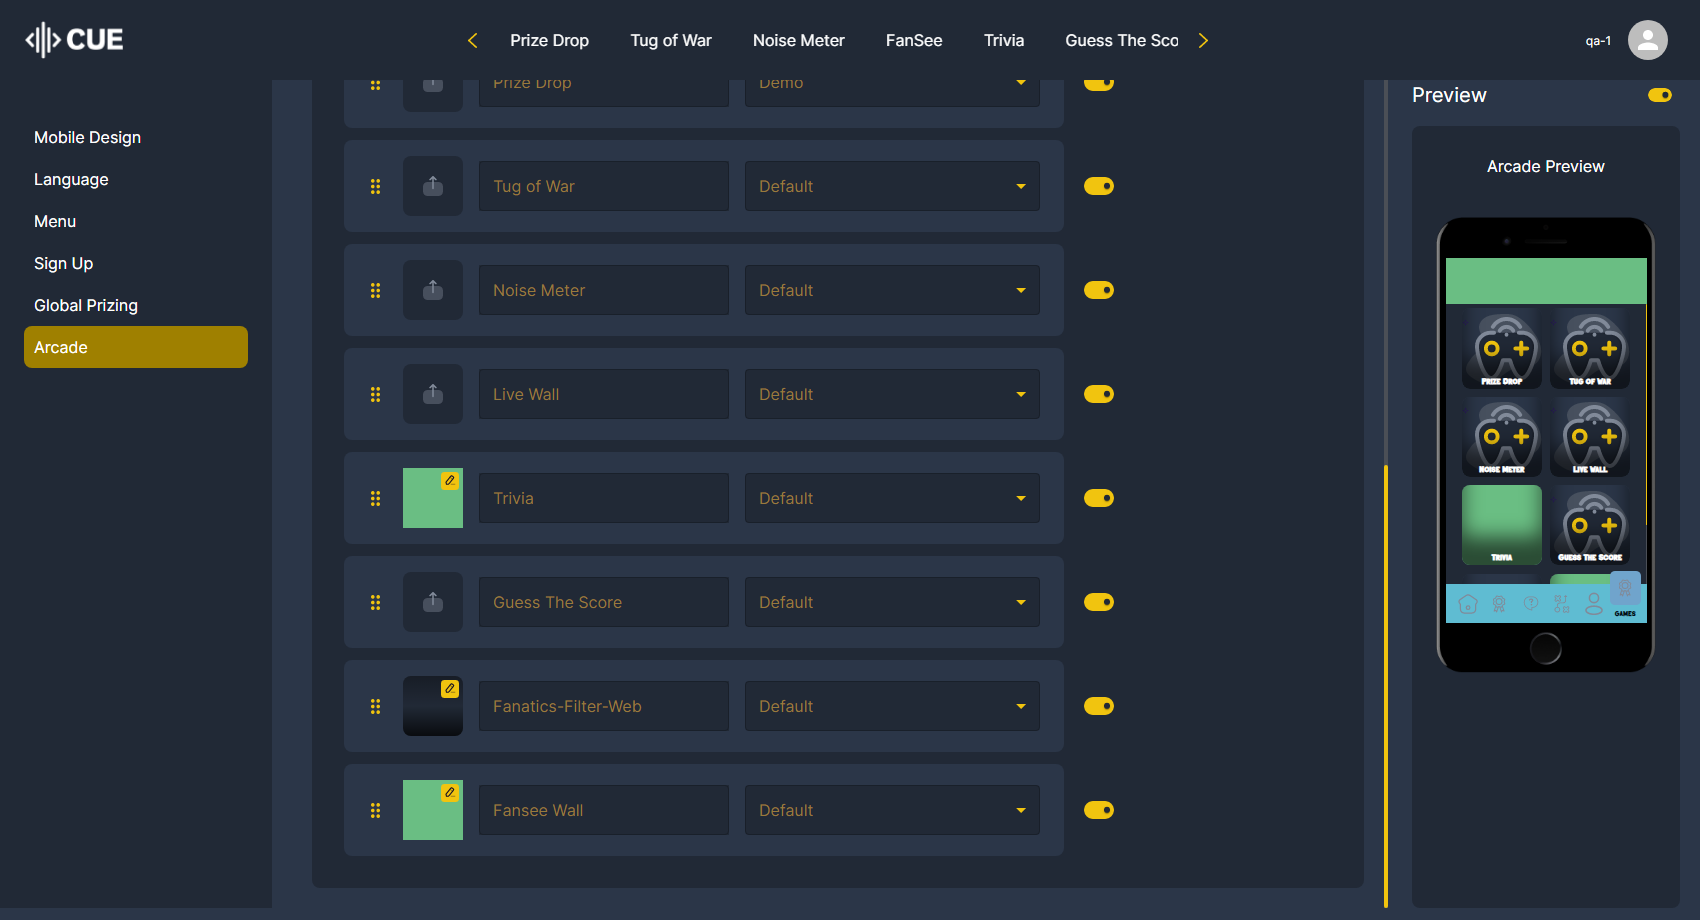 CUE
Prize Drop
Tug of War
Noise Meter
FanSee
Trivia
Guess The Sco
qa-1
Mobile Design
Language
Menu
Sign Up
Global Prizing
Arcade
Prize Drop
Demo
Tug of War
Default
Noise Meter
Default
Live Wall
Default
Trivia
Default
Guess The Score
Default
Fanatics-Filter-Web
Default
Fansee Wall
Default
Preview
Arcade Preview
Prize Drop
Tug of War
Noise Meter
Live Wall
Trivia
Guess The Score
GAMES